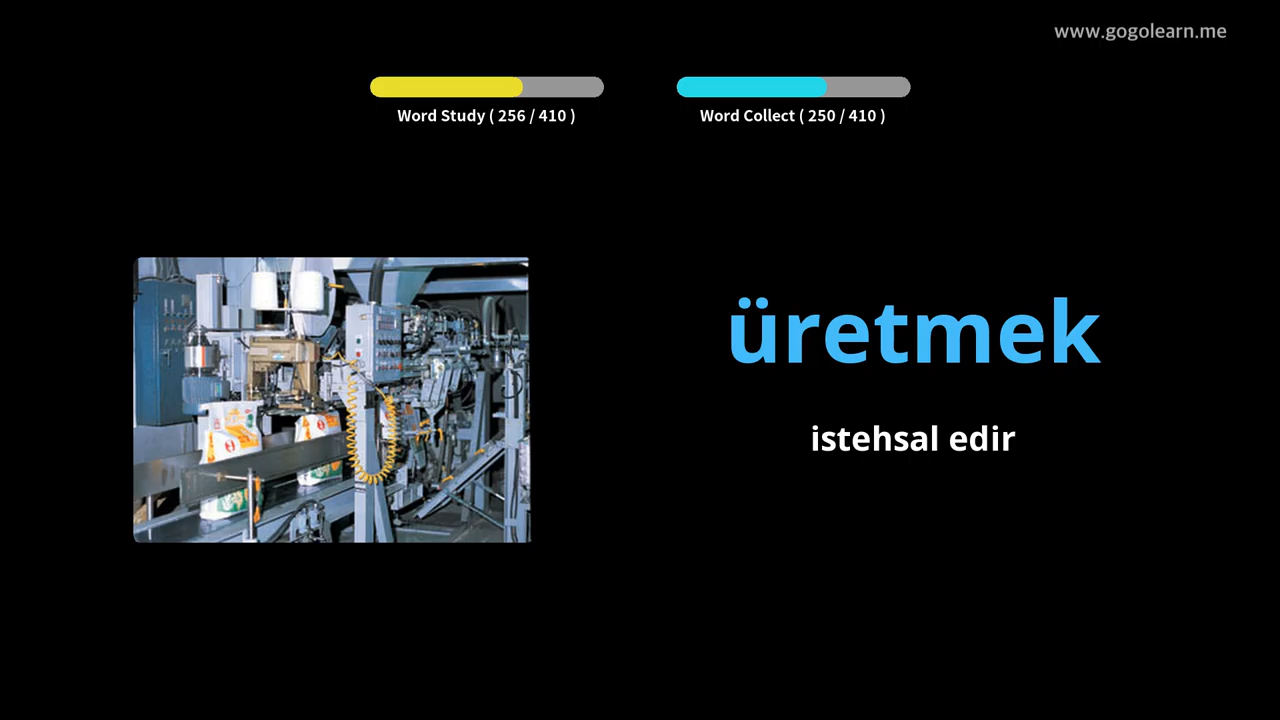 www.gogolearn.me
Word Study ( 256 / 410 )
Word Collect ( 250 / 410 )
üretmek
istehsal edir